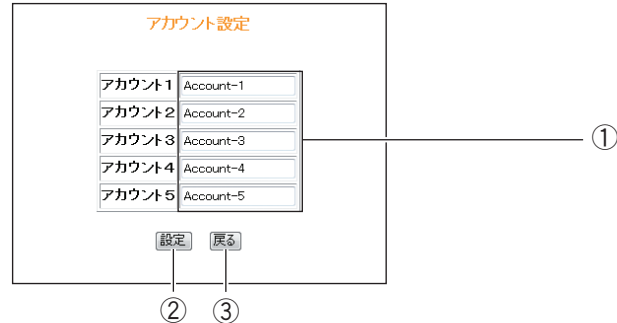 アカウント設定
アカウント1 Account-1
アカウント2 Account-2
アカウント3 Account-3
アカウント4 Account-4
アカウント5 Account-5
①
設定 戻る
② ③